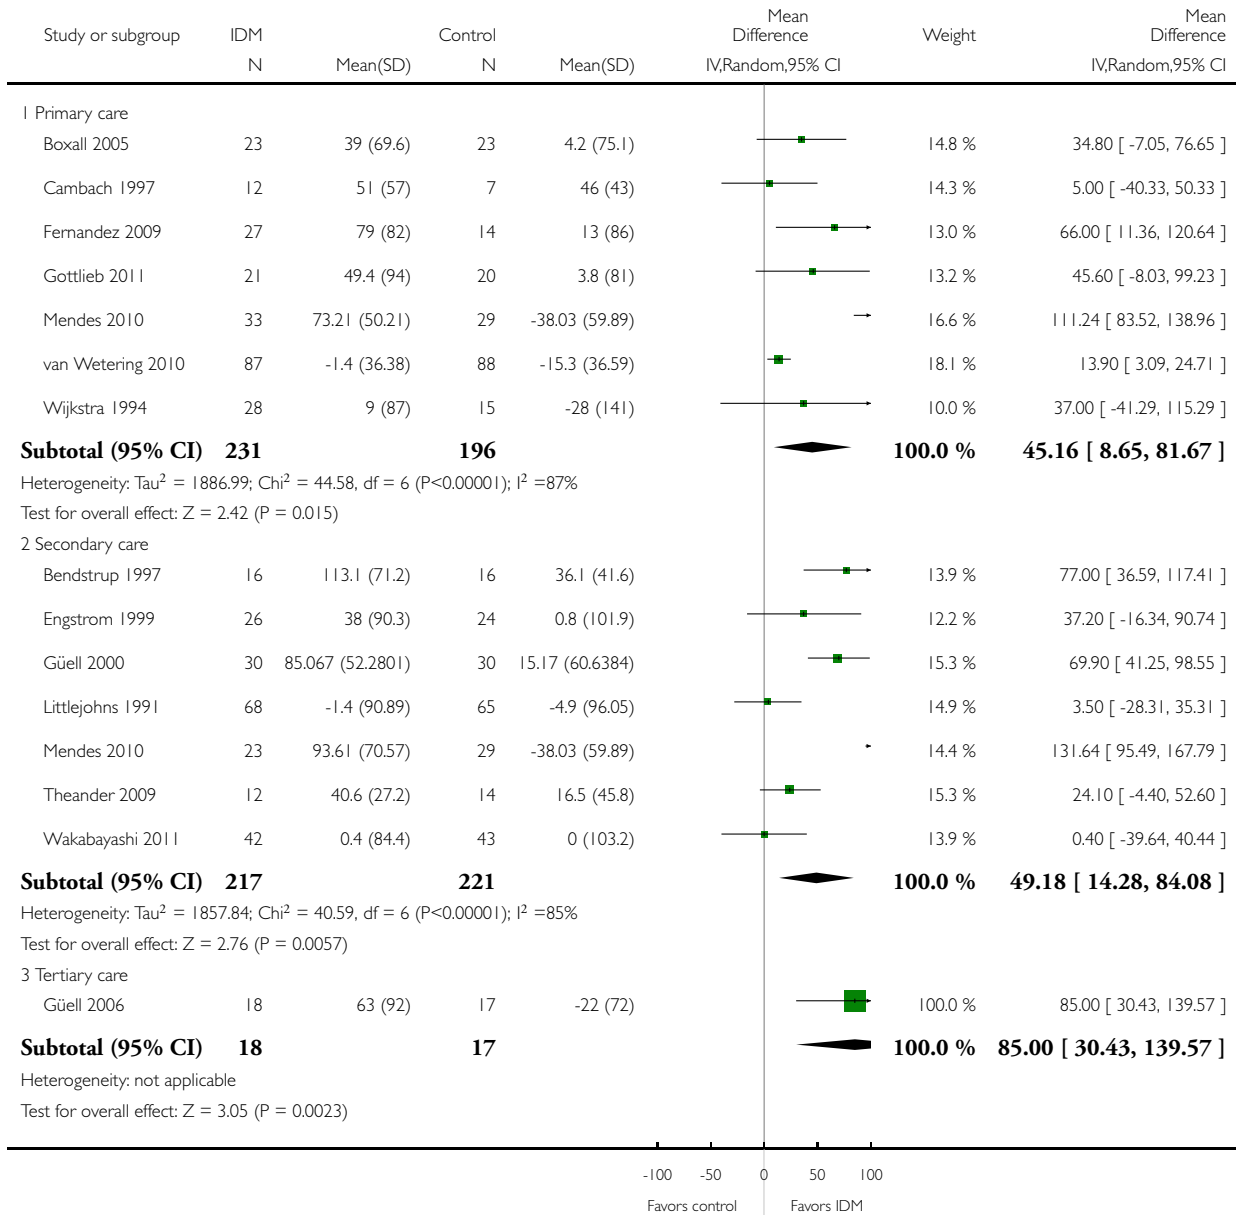 Mean Mean
Study or subgroup IDM Control Difference Weight Difference
N Mean(SD) N Mean(SD) IV,Random,95% CI IV,Random,95% CI
1 Primary care
Boxall 2005 23 39 (69.6) 23 4.2 (75.1) 14.8 % 34.80 [ -7.05, 76.65 ]
Cambach 1997 12 51 (57) 7 46 (43) 14.3 % 5.00 [ -40.33, 50.33 ]
Fernandez 2009 27 79 (82) 14 13 (86) 13.0 % 66.00 [ 11.36, 120.64 ]
Gottlieb 2011 21 49.4 (94) 20 3.8 (81) 13.2 % 45.60 [ -8.03, 99.23 ]
Mendes 2010 33 73.21 (50.21) 29 -38.03 (59.89) 16.6 % 111.24 [ 83.52, 138.96 ]
van Wetering 2010 87 -1.4 (36.38) 88 -15.3 (36.59) 18.1 % 13.90 [ 3.09, 24.71 ]
Wijkstra 1994 28 9 (87) 15 -28 (141) 10.0 % 37.00 [ -41.29, 115.29 ]
Subtotal (95% CI) 231 196 100.0 % 45.16 [ 8.65, 81.67 ]
Heterogeneity: Tau² = 1886.99; Chi² = 44.58, df = 6 (P<0.00001); I² =87%
Test for overall effect: Z = 2.42 (P = 0.015)
2 Secondary care
Bendstrup 1997 16 113.1 (71.2) 16 36.1 (41.6) 13.9 % 77.00 [ 36.59, 117.41 ]
Engstrom 1999 26 38 (90.3) 24 0.8 (101.9) 12.2 % 37.20 [ -16.34, 90.74 ]
Güell 2000 30 85.067 (52.2801) 30 15.17 (60.6384) 15.3 % 69.90 [ 41.25, 98.55 ]
Littlejohns 1991 68 -1.4 (90.89) 65 -4.9 (96.05) 14.9 % 3.50 [ -28.31, 35.31 ]
Mendes 2010 23 93.61 (70.57) 29 -38.03 (59.89) 14.4 % 131.64 [ 95.49, 167.79 ]
Theander 2009 12 40.6 (27.2) 14 16.5 (45.8) 15.3 % 24.10 [ -4.40, 52.60 ]
Wakabayashi 2011 42 0.4 (84.4) 43 0 (103.2) 13.9 % 0.40 [ -39.64, 40.44 ]
Subtotal (95% CI) 217 221 100.0 % 49.18 [ 14.28, 84.08 ]
Heterogeneity: Tau² = 1857.84; Chi² = 40.59, df = 6 (P<0.00001); I² =85%
Test for overall effect: Z = 2.76 (P = 0.0057)
3 Tertiary care
Güell 2006 18 63 (92) 17 -22 (72) 100.0 % 85.00 [ 30.43, 139.57 ]
Subtotal (95% CI) 18 17 100.0 % 85.00 [ 30.43, 139.57 ]
Heterogeneity: not applicable
Test for overall effect: Z = 3.05 (P = 0.0023)
-100 -50 0 50 100
Favors control Favors IDM